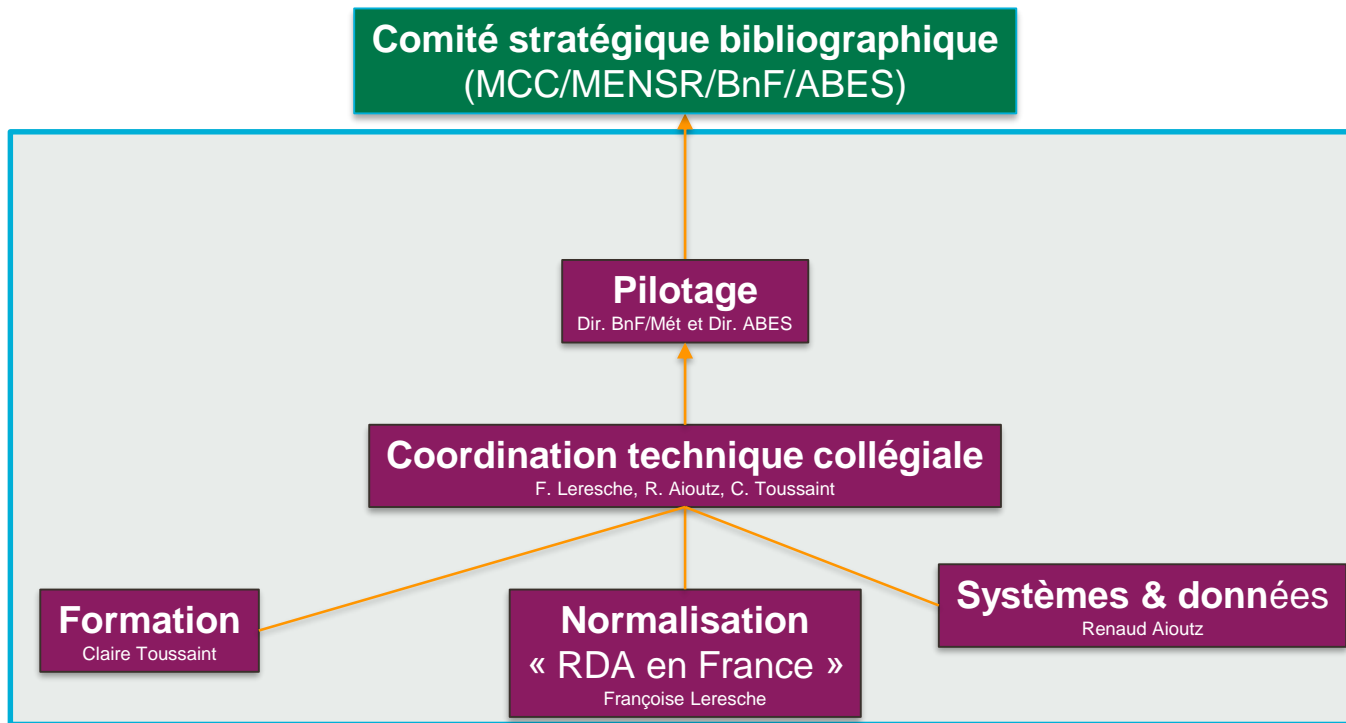 Comité stratégique bibliographique
(MCC/MENSR/BnF/ABES)
Pilotage
Dir. BnF/Mét et Dir. ABES
Coordination technique collégiale
F. Leresche, R. Aioutz, C. Toussaint
Formation
Claire Toussaint
Normalisation
« RDA en France »
Françoise Leresche
Systèmes & données
Renaud Aioutz